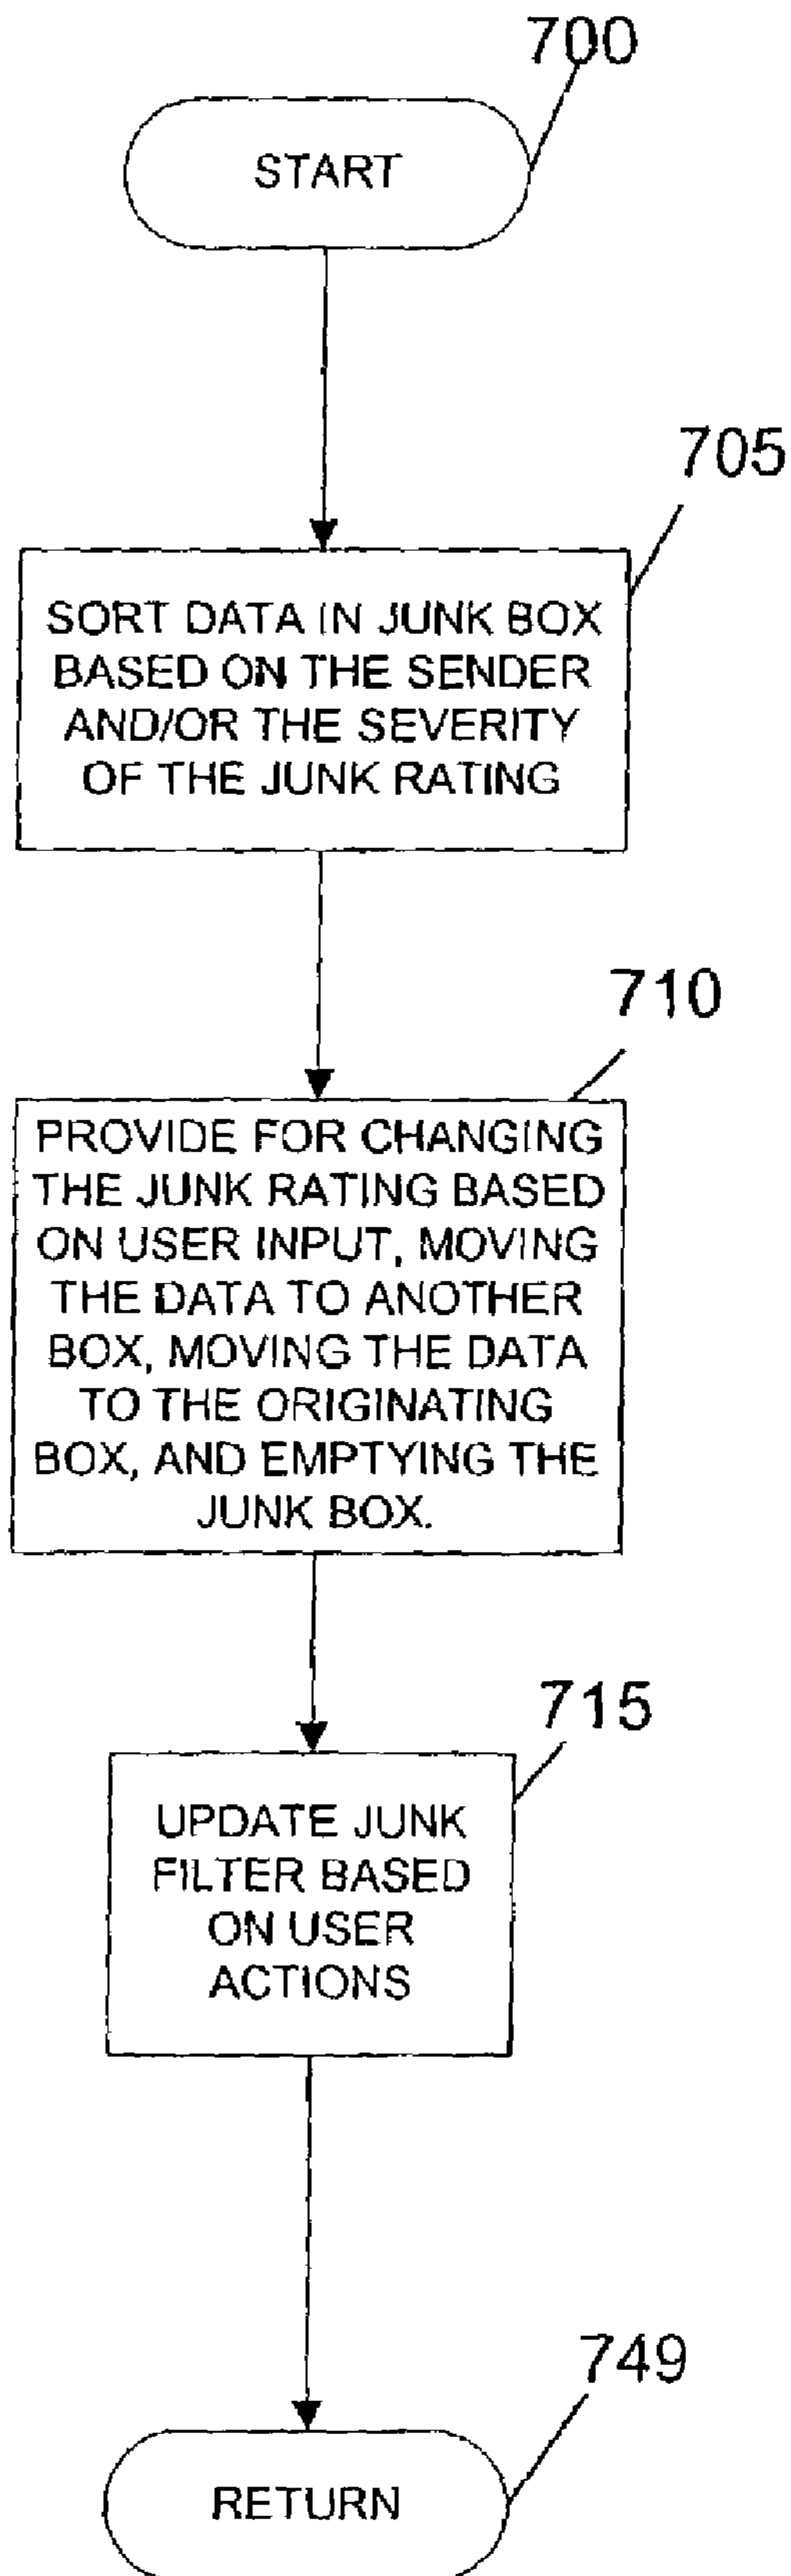 700
START
705
SORT DATA IN JUNK BOX
BASED ON THE SENDER
AND/OR THE SEVERITY
OF THE JUNK RATING
710
PROVIDE FOR CHANGING
THE JUNK RATING BASED
ON USER INPUT, MOVING
THE DATA TO ANOTHER
BOX, MOVING THE DATA
TO THE ORIGINATING
BOX, AND EMPTYING THE
JUNK BOX.
715
UPDATE JUNK
FILTER BASED
ON USER
ACTIONS
749
RETURN